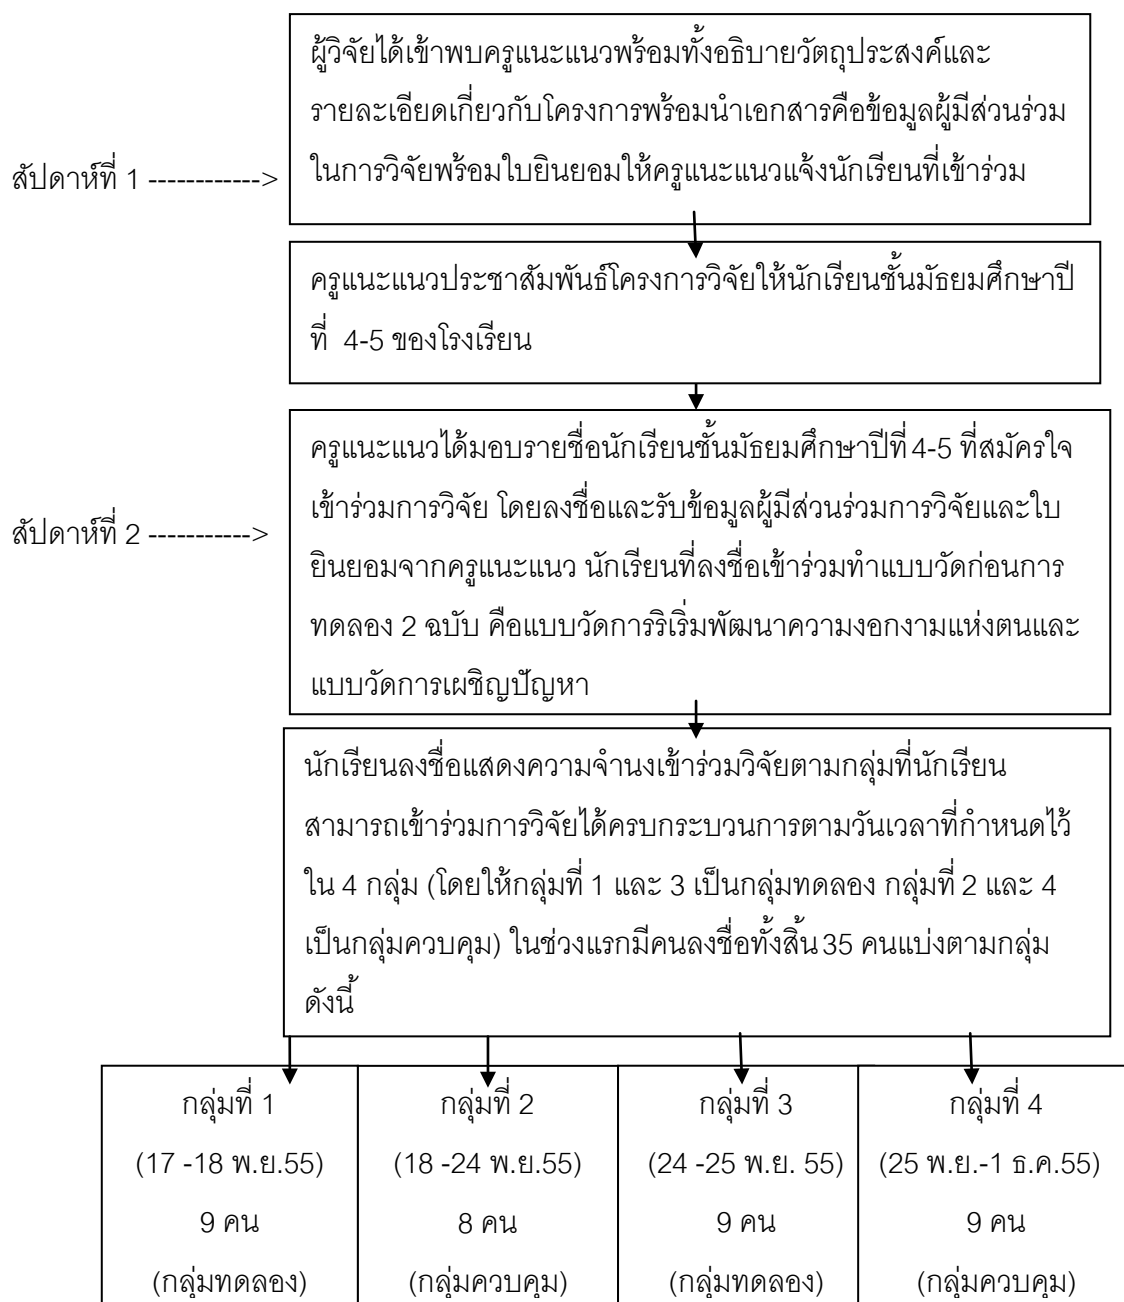 ผู้วิจัยได้เข้าพบครูแนะแนวพร้อมทั้งอธิบายวัตถุประสงค์และ
รายละเอียดเกี่ยวกับโครงการพร้อมนำเอกสารคือข้อมูลผู้มีส่วนร่วม
สัปดาห์ที่ 1 ------------>
ในการวิจัยพร้อมใบยินยอมให้ครูแนะแนวแจ้งนักเรียนที่เข้าร่วม
ครูแนะแนวประชาสัมพันธ์โครงการวิจัยให้นักเรียนชั้นมัธยมศึกษาปี
ที่ 4-5 ของโรงเรียน
ครูแนะแนวได้มอบรายชื่อนักเรียนชั้นมัธยมศึกษาปีที่ 4-5 ที่สมัครใจ
เข้าร่วมการวิจัย โดยลงชื่อและรับข้อมูลผู้มีส่วนร่วมการวิจัยและใบ
สัปดาห์ที่ 2 ----------->
ยินยอมจากครูแนะแนว นักเรียนที่ลงชื่อเข้าร่วมทำแบบวัดก่อนการ
ทดลอง 2 ฉบับ คือแบบวัดการริเริ่มพัฒนาความงอกงามแห่งตนและ
แบบวัดการเผชิญปัญหา
นักเรียนลงชื่อแสดงความจำนงเข้าร่วมวิจัยตามกลุ่มที่นักเรียน
สามารถเข้าร่วมการวิจัยได้ครบกระบวนการตามวันเวลาที่กำหนดไว้
ใน 4 กลุ่ม (โดยให้กลุ่มที่ 1 และ 3 เป็นกลุ่มทดลอง กลุ่มที่ 2 และ 4
เป็นกลุ่มควบคุม) ในช่วงแรกมีคนลงชื่อทั้งสิ้น 35 คนแบ่งตามกลุ่ม
ดังนี้
กลุ่มที่ 1
(17 -18 พ.ย.55)
9 คน
(กลุ่มทดลอง)
กลุ่มที่ 2
(18 -24 พ.ย.55)
8 คน
(กลุ่มควบคุม)
กลุ่มที่ 3
(24 -25 พ.ย. 55)
9 คน
(กลุ่มทดลอง)
กลุ่มที่ 4
(25 พ.ย.-1 ธ.ค.55)
9 คน
(กลุ่มควบคุม)